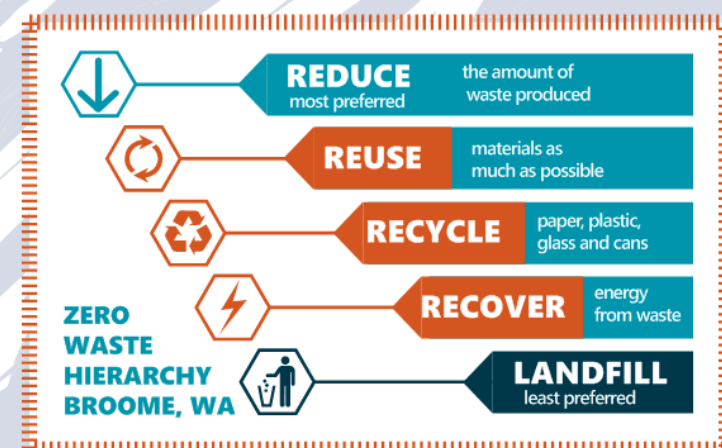 REDUCE
most preferred
the amount of
waste produced
REUSE
materials as
much as possible
RECYCLE
paper, plastic,
glass and cans
RECOVER
energy
from waste
LANDFILL
least preferred
ZERO
WASTE
HIERARCHY
BROOME, WA